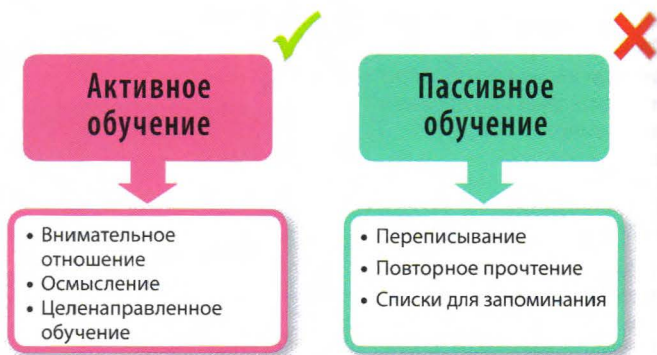 Активное
обучение
• Внимательное
отношение
• Осмысление
• Целенаправленное
обучение
Пассивное
обучение
• Переписывание
• Повторное прочтение
• Списки для запоминания